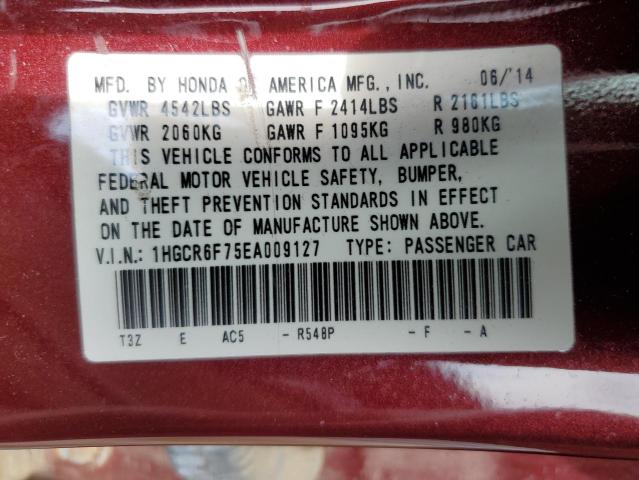 MFD. BY HONDA OF AMERICA MFG., INC. 06/'14
GVWR 4542LBS GAWR F 2414LBS R 2161LBS
GVWR 2060KG GAWR F 1095KG R 980KG
THIS VEHICLE CONFORMS TO ALL APPLICABLE
FEDERAL MOTOR VEHICLE SAFETY, BUMPER,
AND THEFT PREVENTION STANDARDS IN EFFECT
ON THE DATE OF MANUFACTURE SHOWN ABOVE.
V.I.N.: 1HGCR6F75EA009127 TYPE: PASSENGER CAR
T3Z E AC5 - R548P - F - A